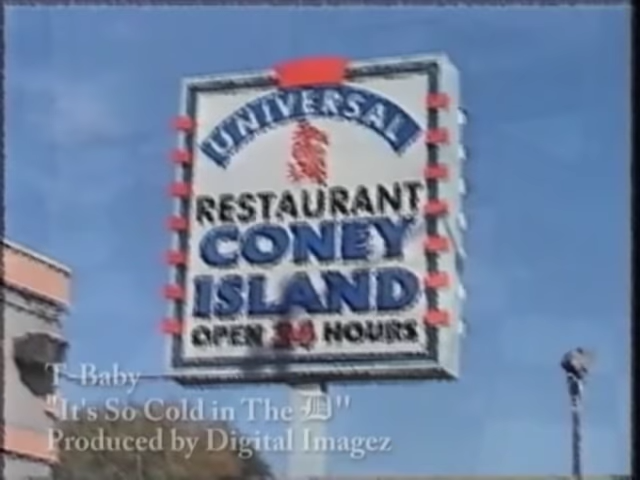 UNIVERSAL
RESTAURANT
CONEY
ISLAND
OPEN 24 HOURS
T-Baby
"It's So Cold in The D"
Produced by Digital Imagez